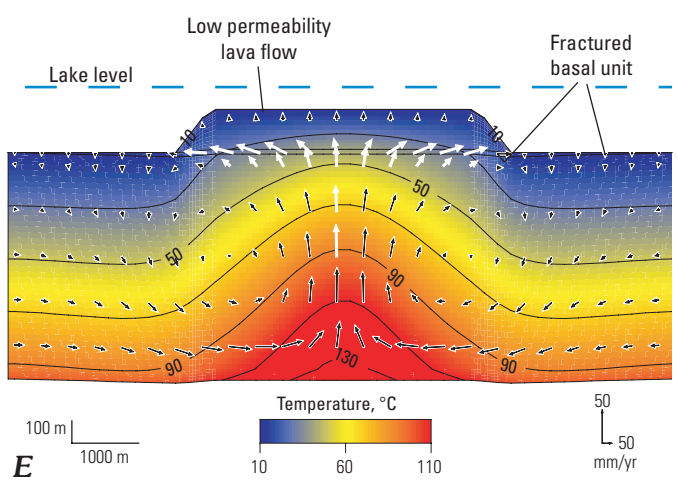 Low permeability
lava flow
Fractured
basal unit
Lake level
10
10
50
50
90
90
90
130
Temperature, °C
50
100 m
1000 m
10
60
110
50
mm/yr
E